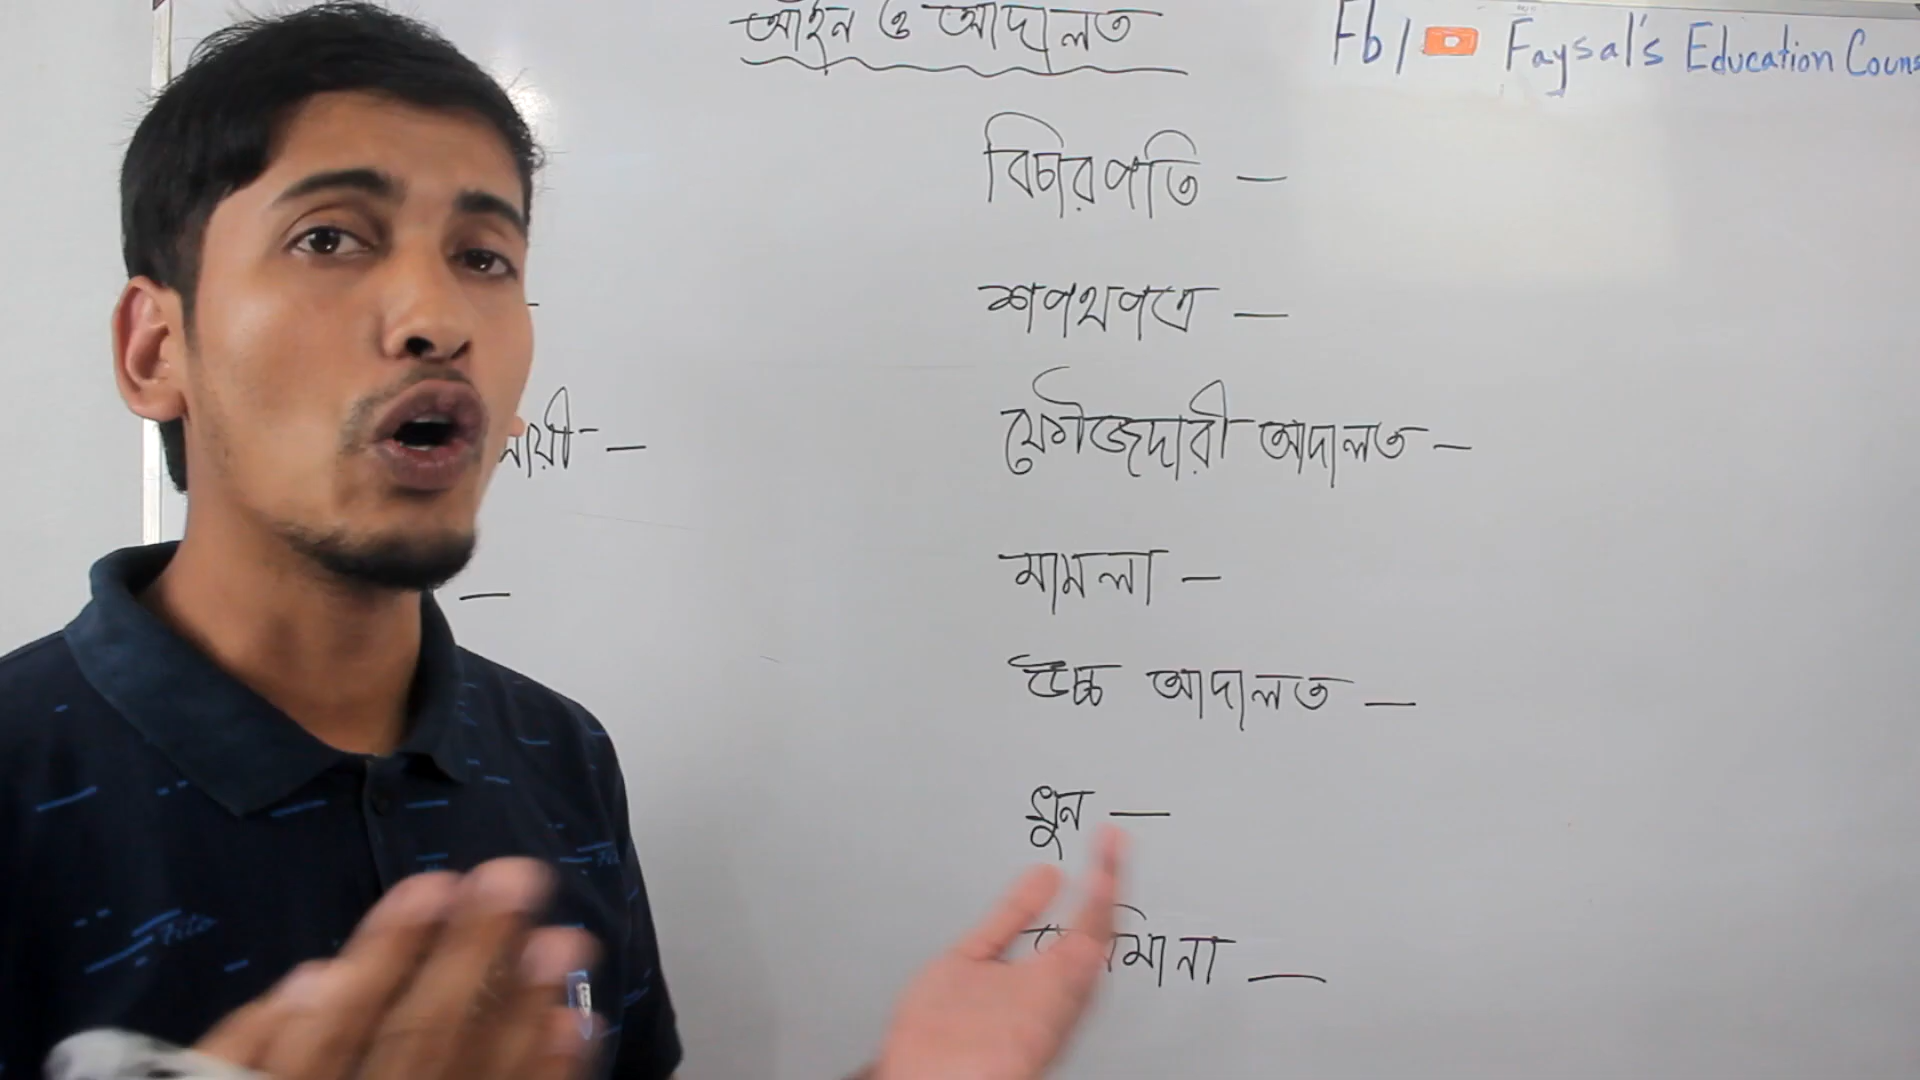 আইন ও আদালত
Fb / Faysal's Education Couns
বিচারপতি —
শপথপত্র —
ফৌজদারী আদালত —
মামলা —
উচ্চ আদালত —
খুন —